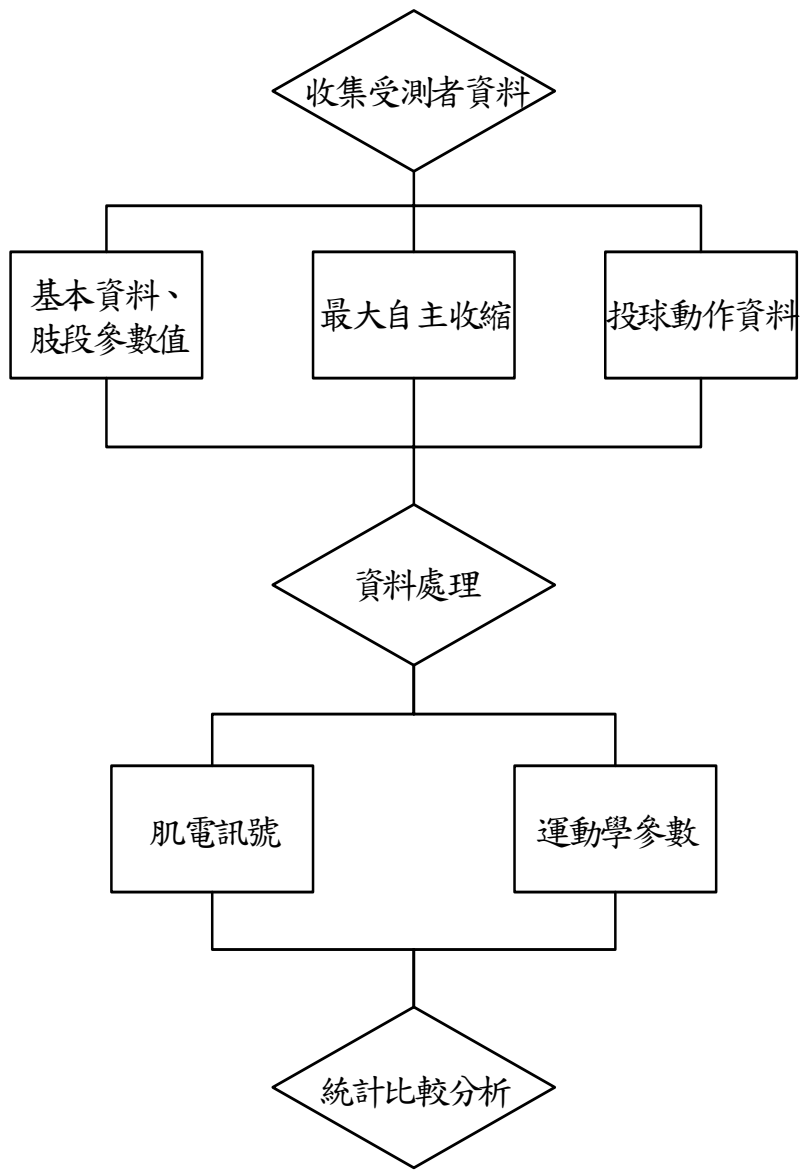 收集受測者資料
基本資料、
肢段參數值
最大自主收縮
投球動作資料
資料處理
肌電訊號
運動學參數
統計比較分析